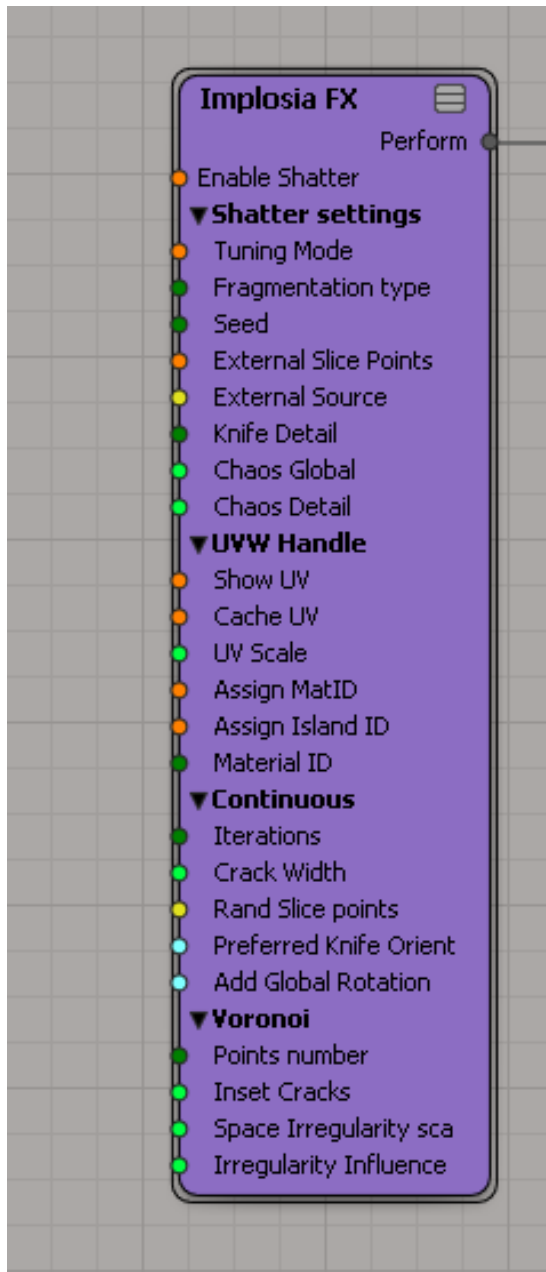 Implosia FX
Perform
Enable Shatter
Shatter settings
Tuning Mode
Fragmentation type
Seed
External Slice Points
External Source
Knife Detail
Chaos Global
Chaos Detail
UVW Handle
Show UV
Cache UV
UV Scale
Assign MatID
Assign Island ID
Material ID
Continuous
Iterations
Crack Width
Rand Slice points
Preferred Knife Orient
Add Global Rotation
Voronoi
Points number
Inset Cracks
Space Irregularity sca
Irregularity Influence